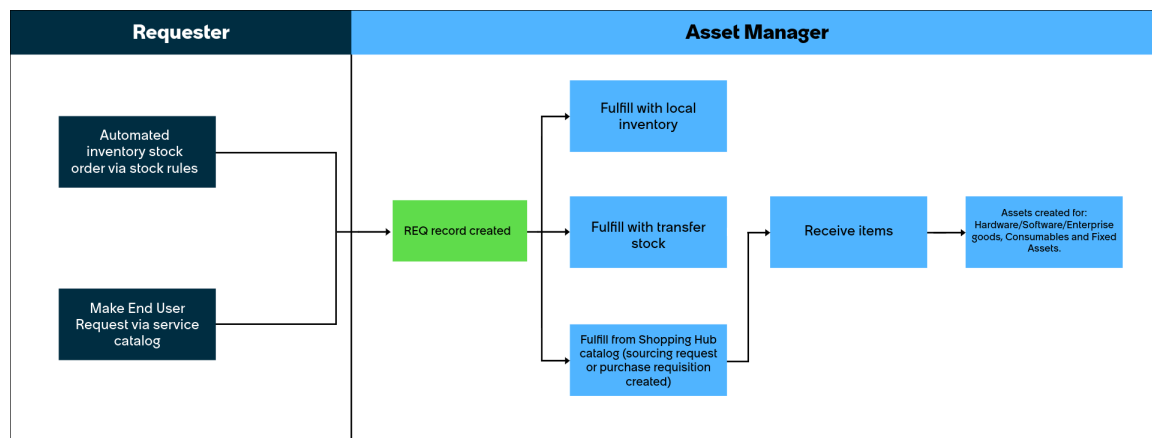 Requester
Asset Manager
Automated
inventory stock
order via stock rules
Make End User
Request via service
catalog
REQ record created
Fulfill with local
inventory
Fulfill with transfer
stock
Fulfill from Shopping Hub
catalog (sourcing request
or purchase requisition
created)
Receive items
Assets created for:
Hardware/Software/Enterprise
goods, Consumables and Fixed
Assets.